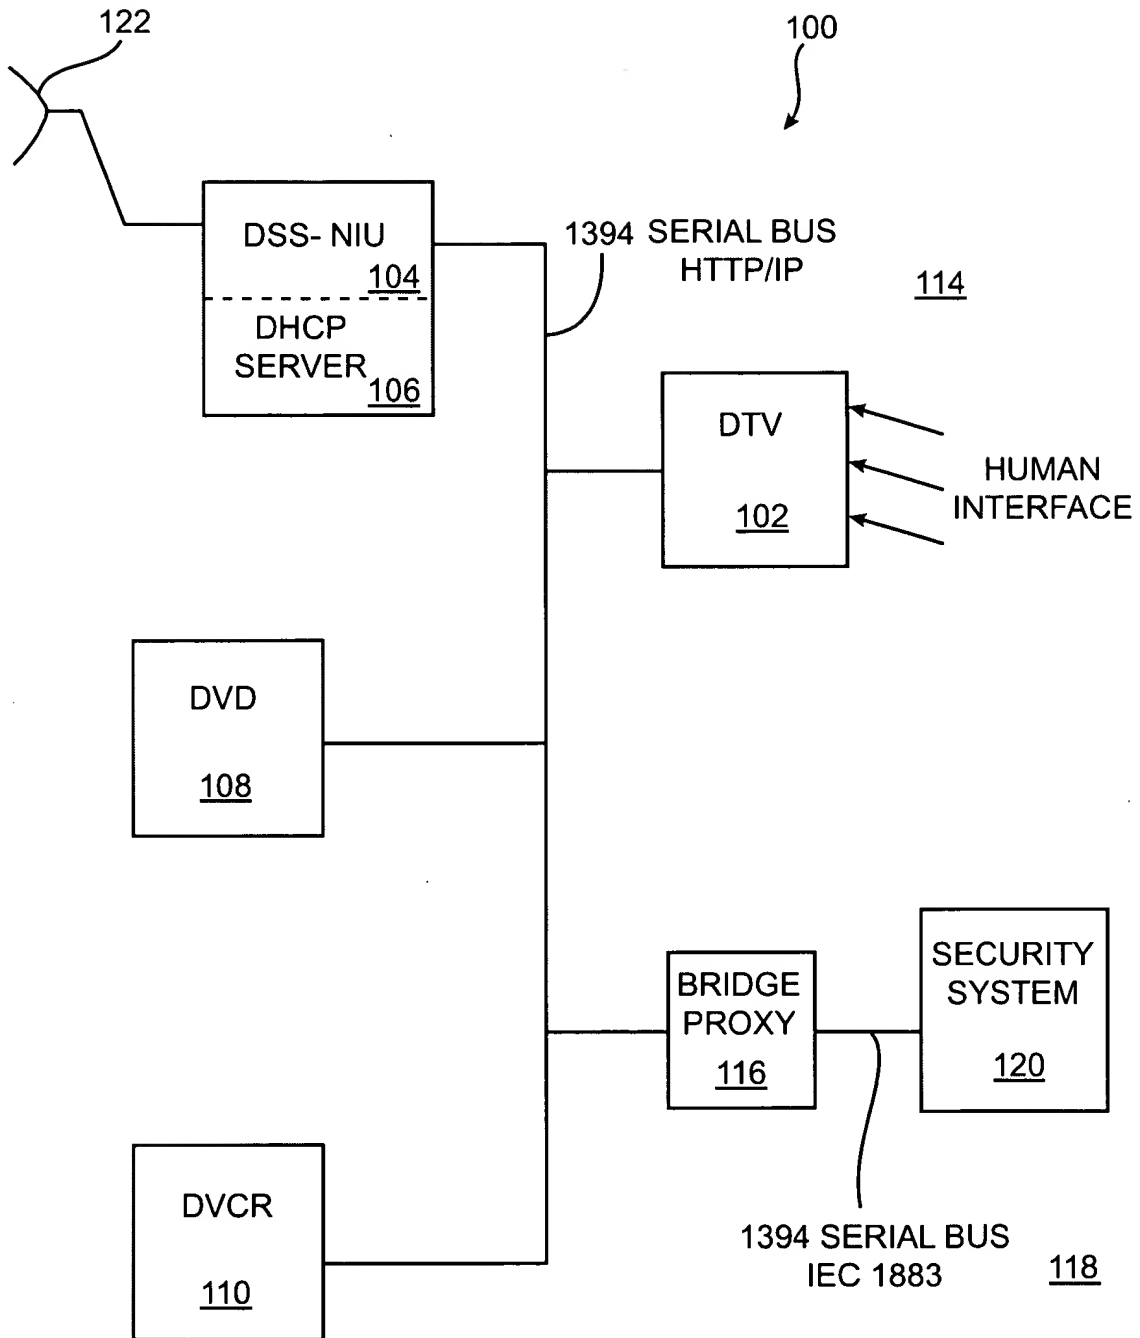 122
100
DSS- NIU
104
DHCP
SERVER
106
1394 SERIAL BUS
HTTP/IP
114
DTV
102
HUMAN
INTERFACE
DVD
108
BRIDGE
PROXY
116
SECURITY
SYSTEM
120
DVCR
110
1394 SERIAL BUS
IEC 1883
118